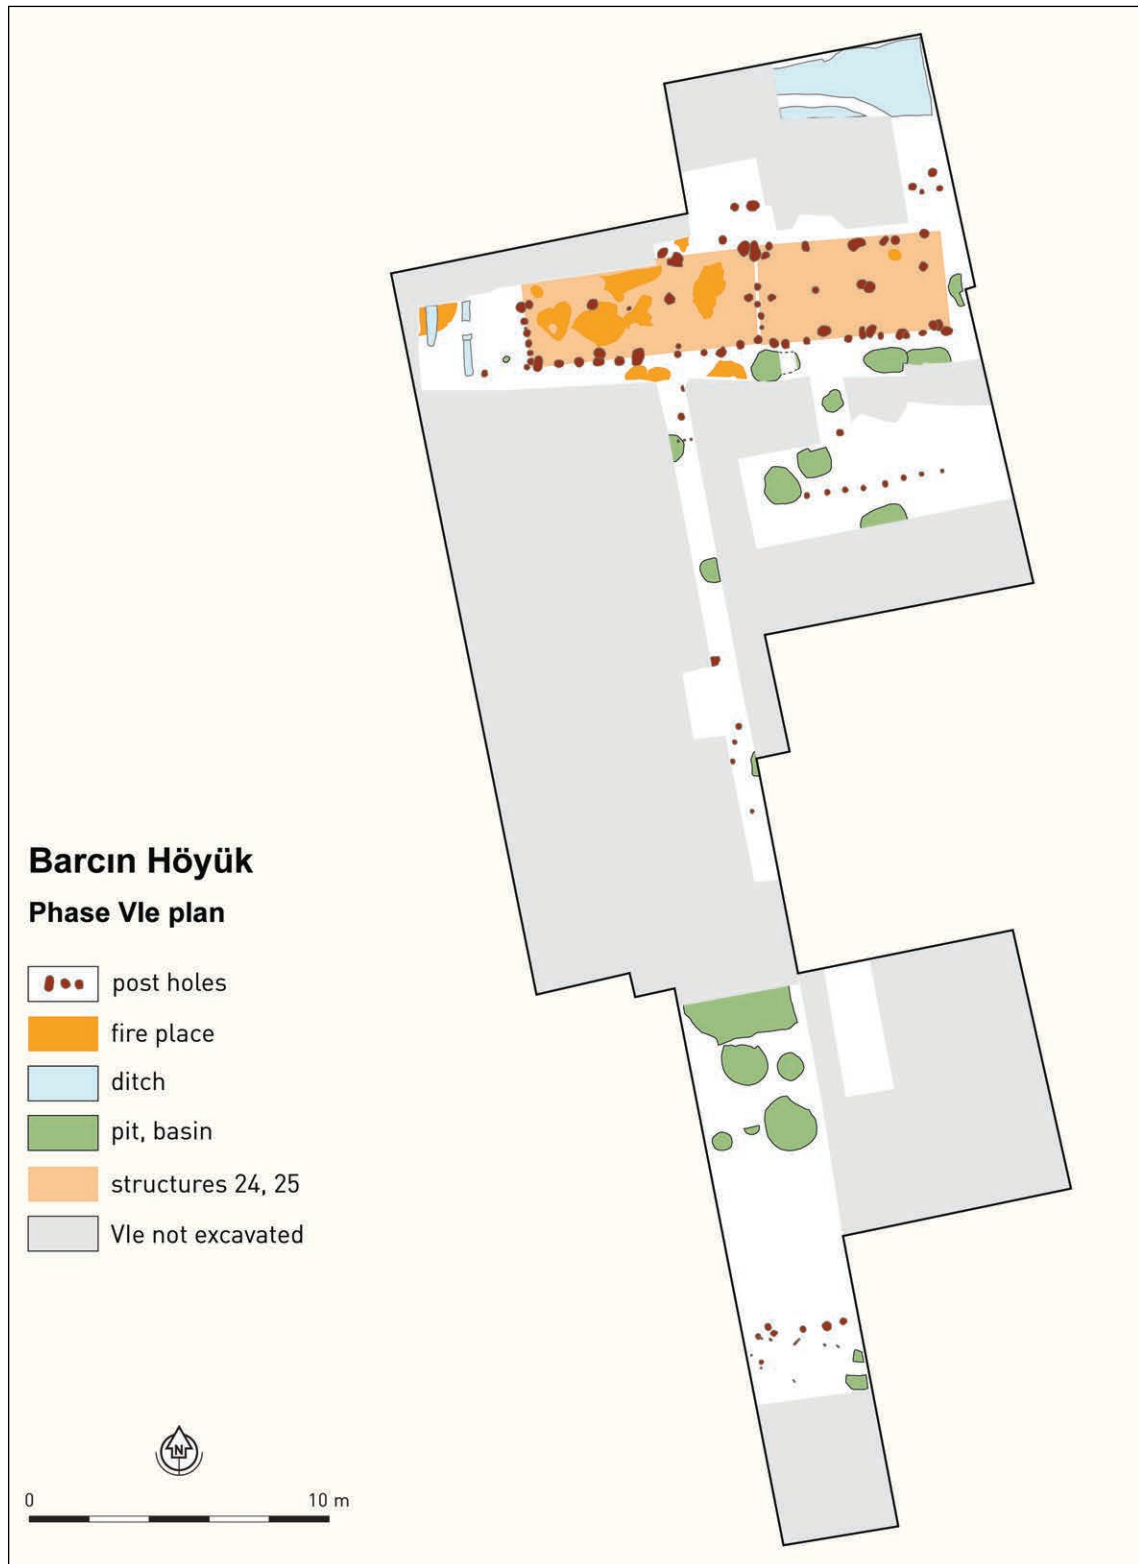 Barcın Höyük
Phase VIe plan
post holes
fire place
ditch
pit, basin
structures 24, 25
VIe not excavated
N
0 10 m